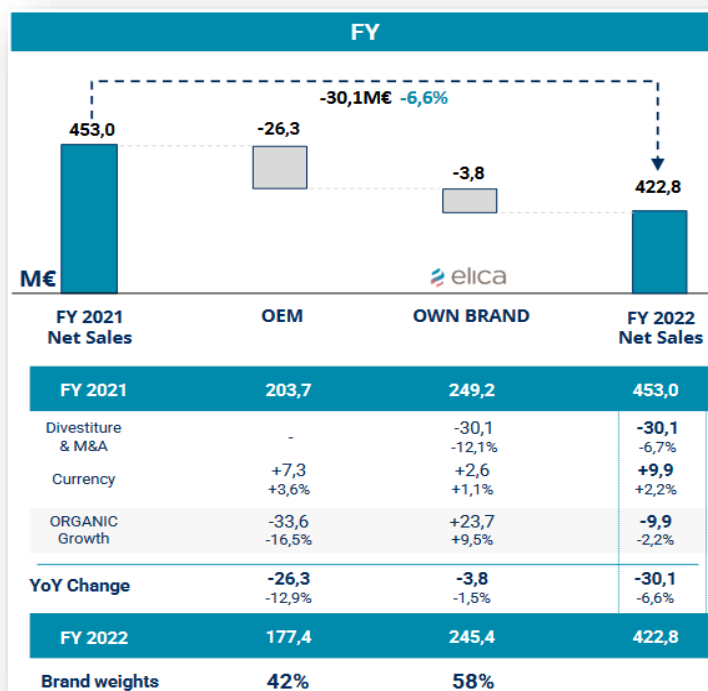 FY
-30,1M€ -6,6%
453,0
-26,3
-3,8
422,8
M€
elica
FY 2021
Net Sales
OEM
OWN BRAND
FY 2022
Net Sales
FY 2021 203,7 249,2 453,0
Divestiture
& M&A
- -30,1 -30,1
-12,1% -6,7%
Currency
+7,3 +2,6 +9,9
+3,6% +1,1% +2,2%
ORGANIC
Growth
-33,6 +23,7 -9,9
-16,5% +9,5% -2,2%
YoY Change
-26,3 -3,8 -30,1
-12,9% -1,5% -6,6%
FY 2022 177,4 245,4 422,8
Brand weights 42% 58%